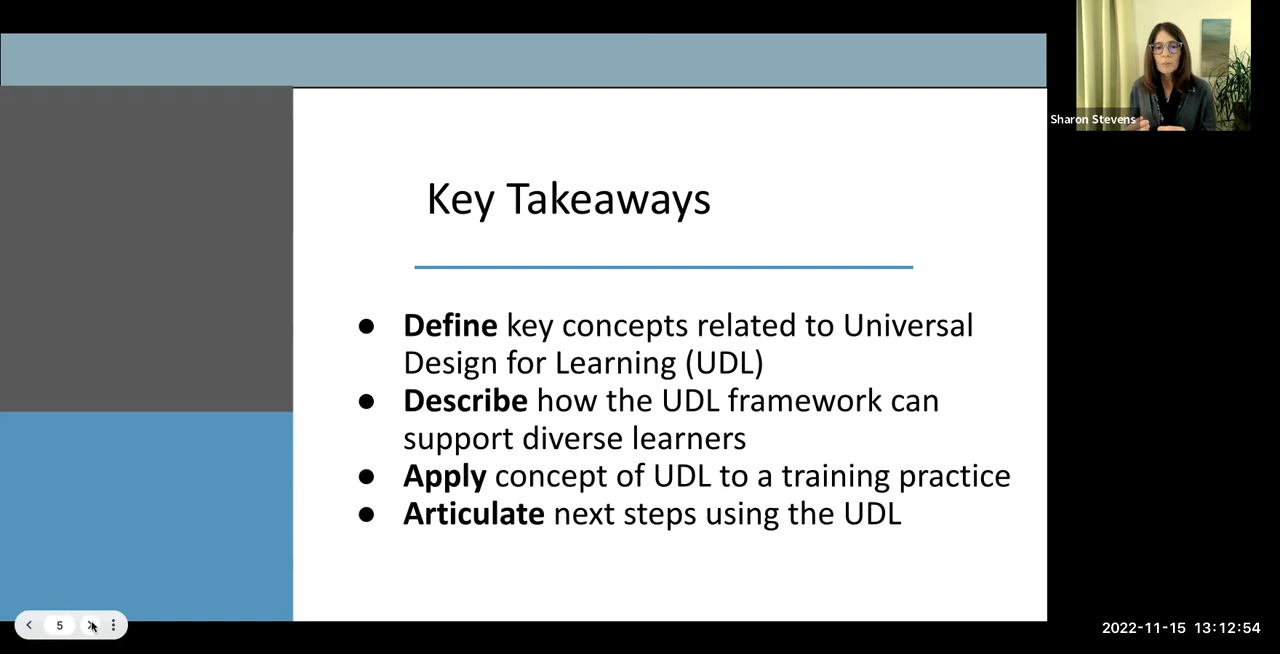 Sharon Stevens
Key Takeaways
● Define key concepts related to Universal
Design for Learning (UDL)
● Describe how the UDL framework can
support diverse learners
● Apply concept of UDL to a training practice
● Articulate next steps using the UDL
5
2022-11-15 13:12:54